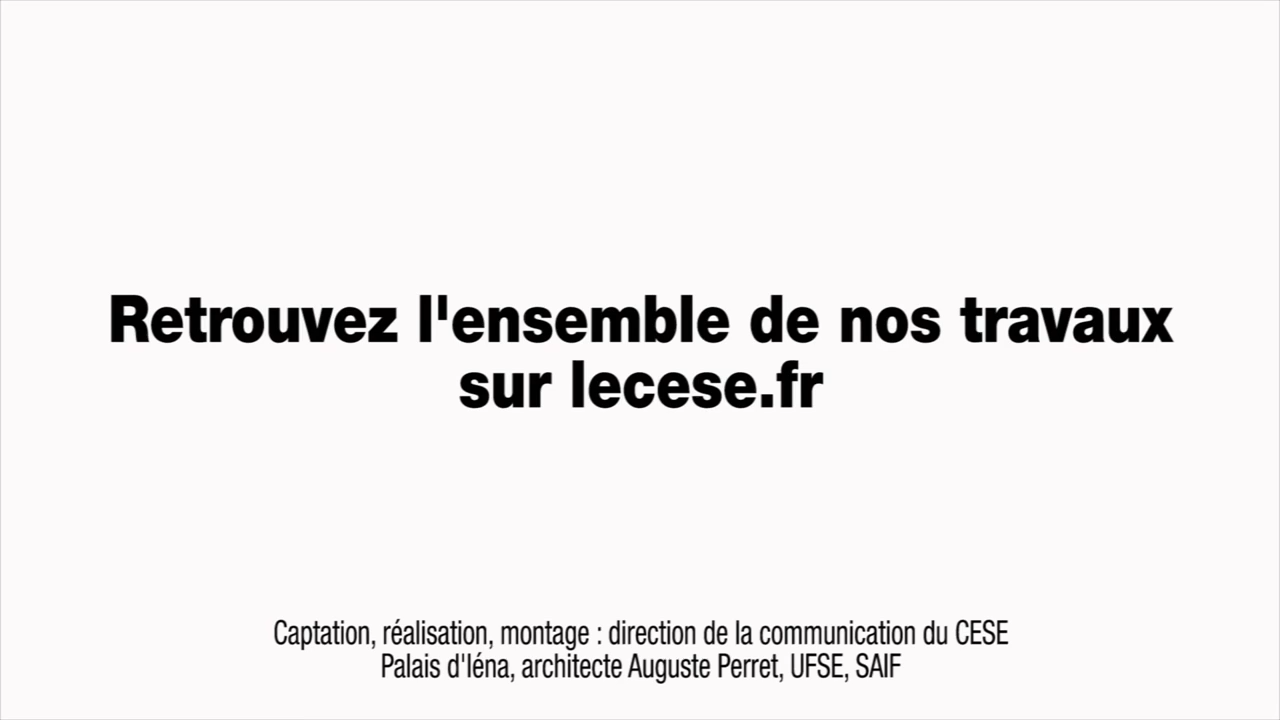 Retrouvez l'ensemble de nos travaux
sur lecese.fr
Captation, réalisation, montage : direction de la communication du CESE
Palais d'Iéna, architecte Auguste Perret, UFSE, SAIF